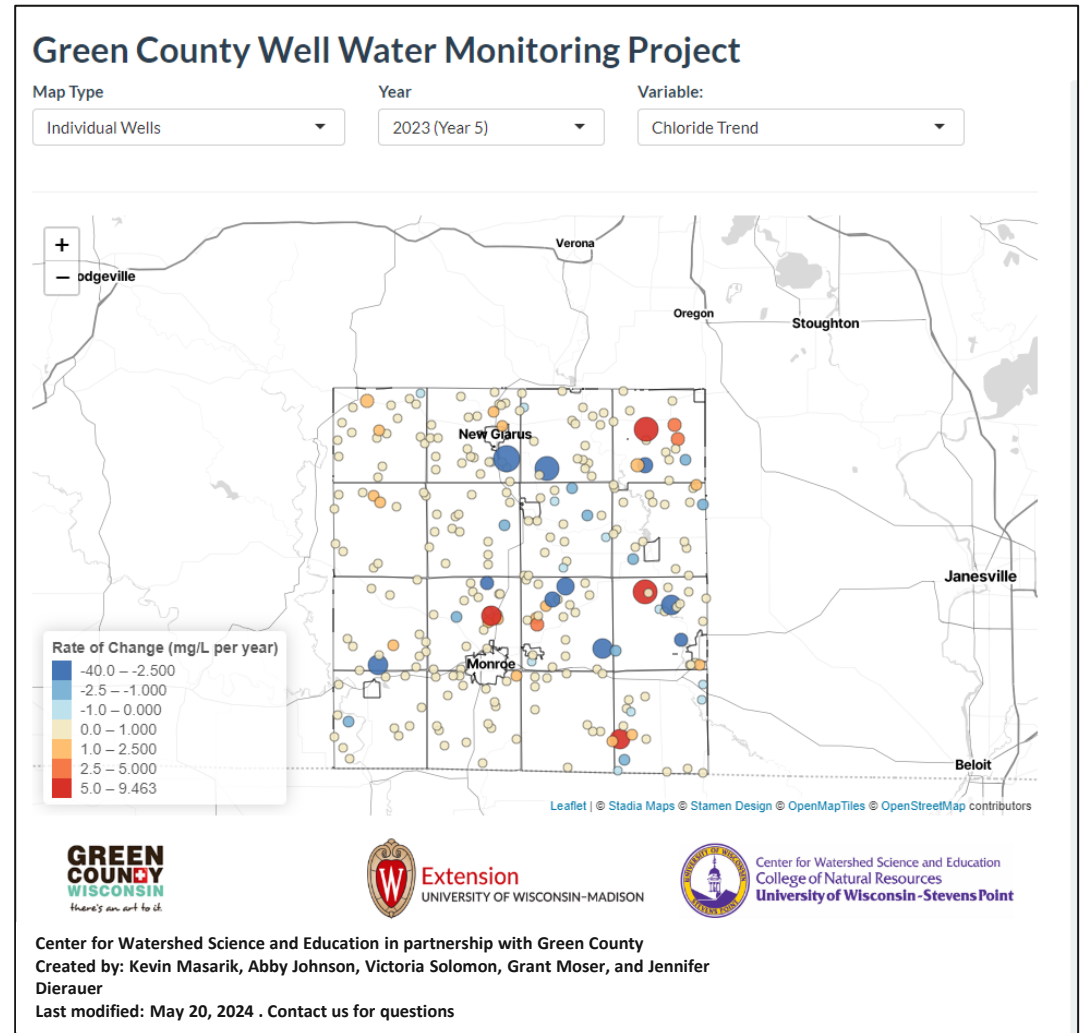 Green County Well Water Monitoring Project
Map Type
Year
Variable:
Individual Wells
2023 (Year 5)
Chloride Trend
+
−
odgeville
Verona
Oregon
Stoughton
New Glarus
Janesville
Monroe
Beloit
Rate of Change (mg/L per year)
-40.0 – -2.500
-2.5 – -1.000
-1.0 – 0.000
0.0 – 1.000
1.0 – 2.500
2.5 – 5.000
5.0 – 9.463
Leaflet | © Stadia Maps © Stamen Design © OpenMapTiles © OpenStreetMap contributors
GREEN
COUNTY
WISCONSIN
there's an art to it.
W
Extension
UNIVERSITY OF WISCONSIN–MADISON
UNIVERSITY OF WISCONSIN
STEVENS POINT
Center for Watershed Science and Education
College of Natural Resources
University of Wisconsin-Stevens Point
Center for Watershed Science and Education in partnership with Green County
Created by: Kevin Masarik, Abby Johnson, Victoria Solomon, Grant Moser, and Jennifer
Dierauer
Last modified: May 20, 2024 . Contact us for questions